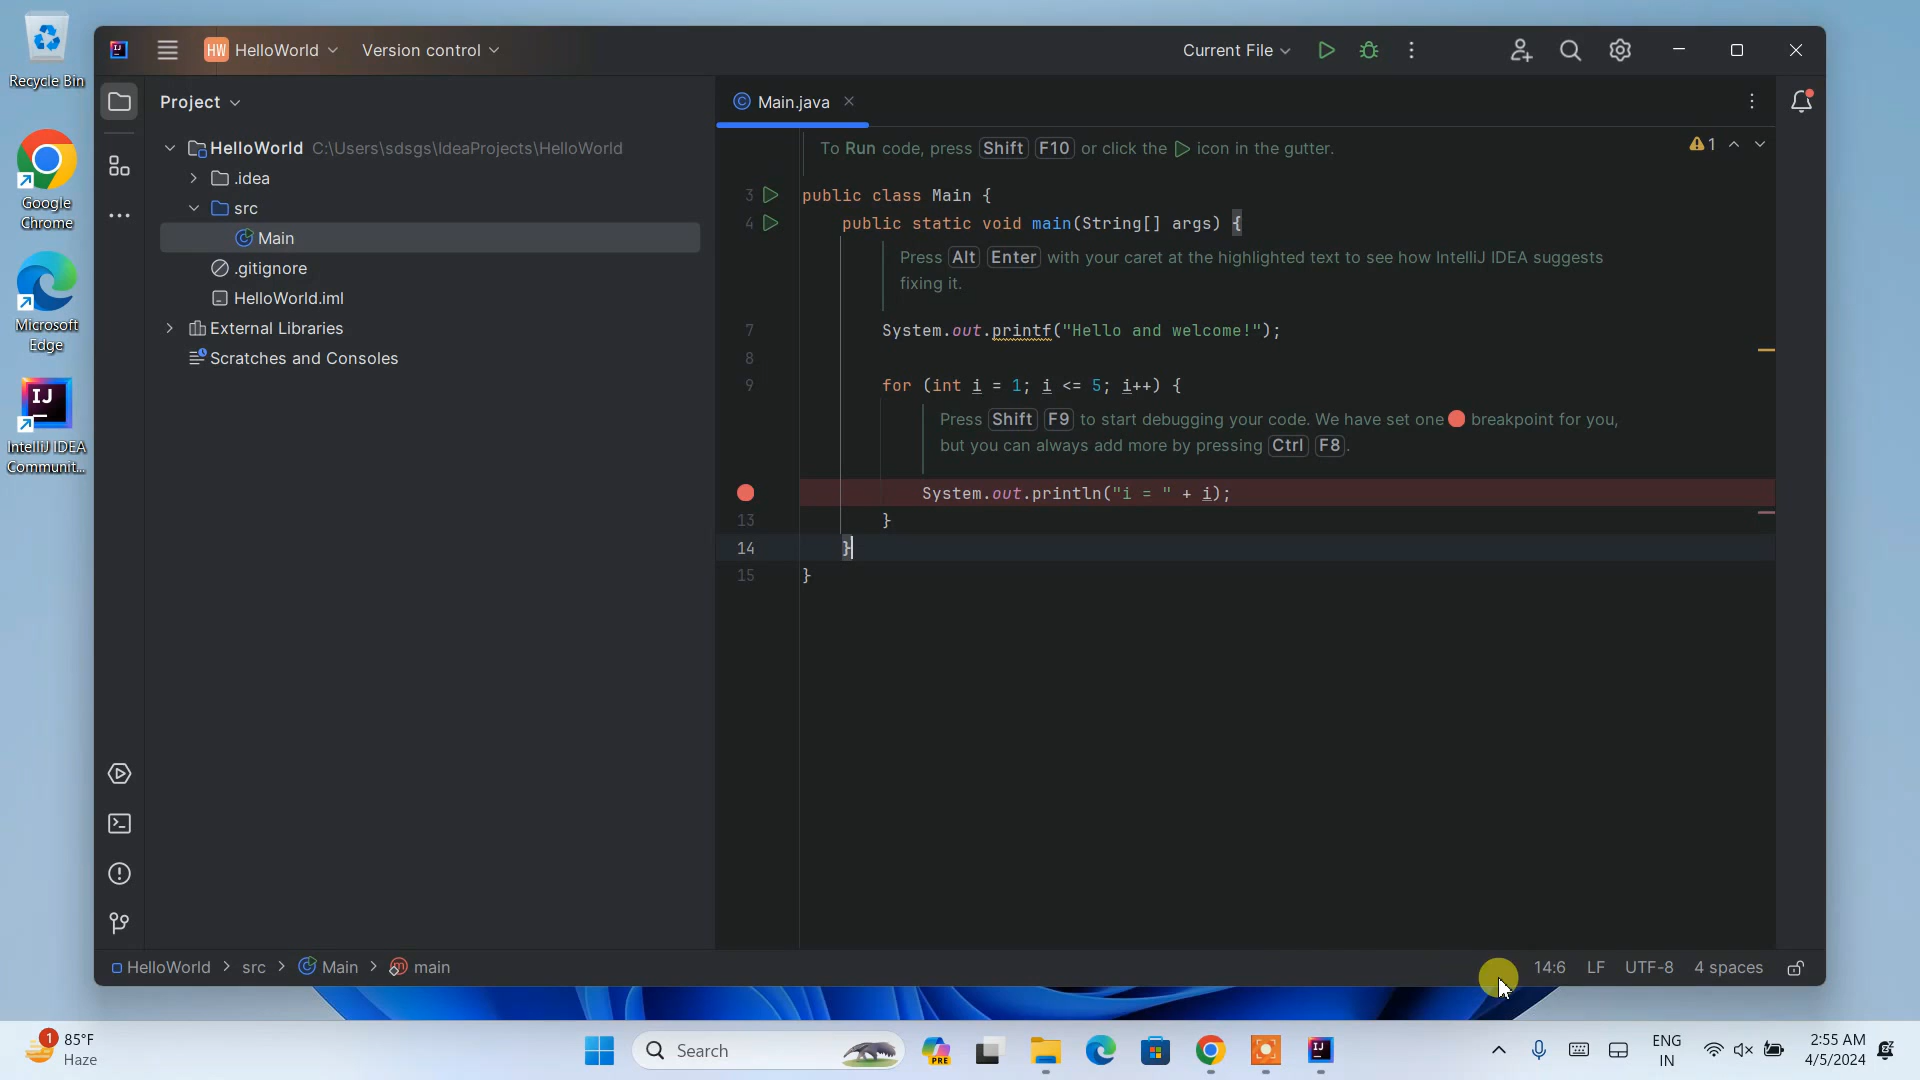 Recycle Bin
Google
Chrome
Microsoft
Edge
IJ
IntelliJ IDEA
Communit...
IJ
HW HelloWorld
Version control
Current File
Project
HelloWorld C:\Users\sdsgs\IdeaProjects\HelloWorld
.idea
src
Main
.gitignore
HelloWorld.iml
External Libraries
Scratches and Consoles
Main.java
To Run code, press Shift F10 or click the icon in the gutter.
1
3 public class Main {
4 public static void main(String[] args) {
Press Alt Enter with your caret at the highlighted text to see how IntelliJ IDEA suggests
fixing it.
7 System.out.printf("Hello and welcome!");
8
9 for (int i = 1; i <= 5; i++) {
Press Shift F9 to start debugging your code. We have set one breakpoint for you,
but you can always add more by pressing Ctrl F8.
System.out.println("i = " + i);
13 }
14 }
15 }
HelloWorld > src > Main > main
14:6 LF UTF-8 4 spaces
1
85°F
Haze
Search
PRE
IJ
ENG
IN
2:55 AM
4/5/2024